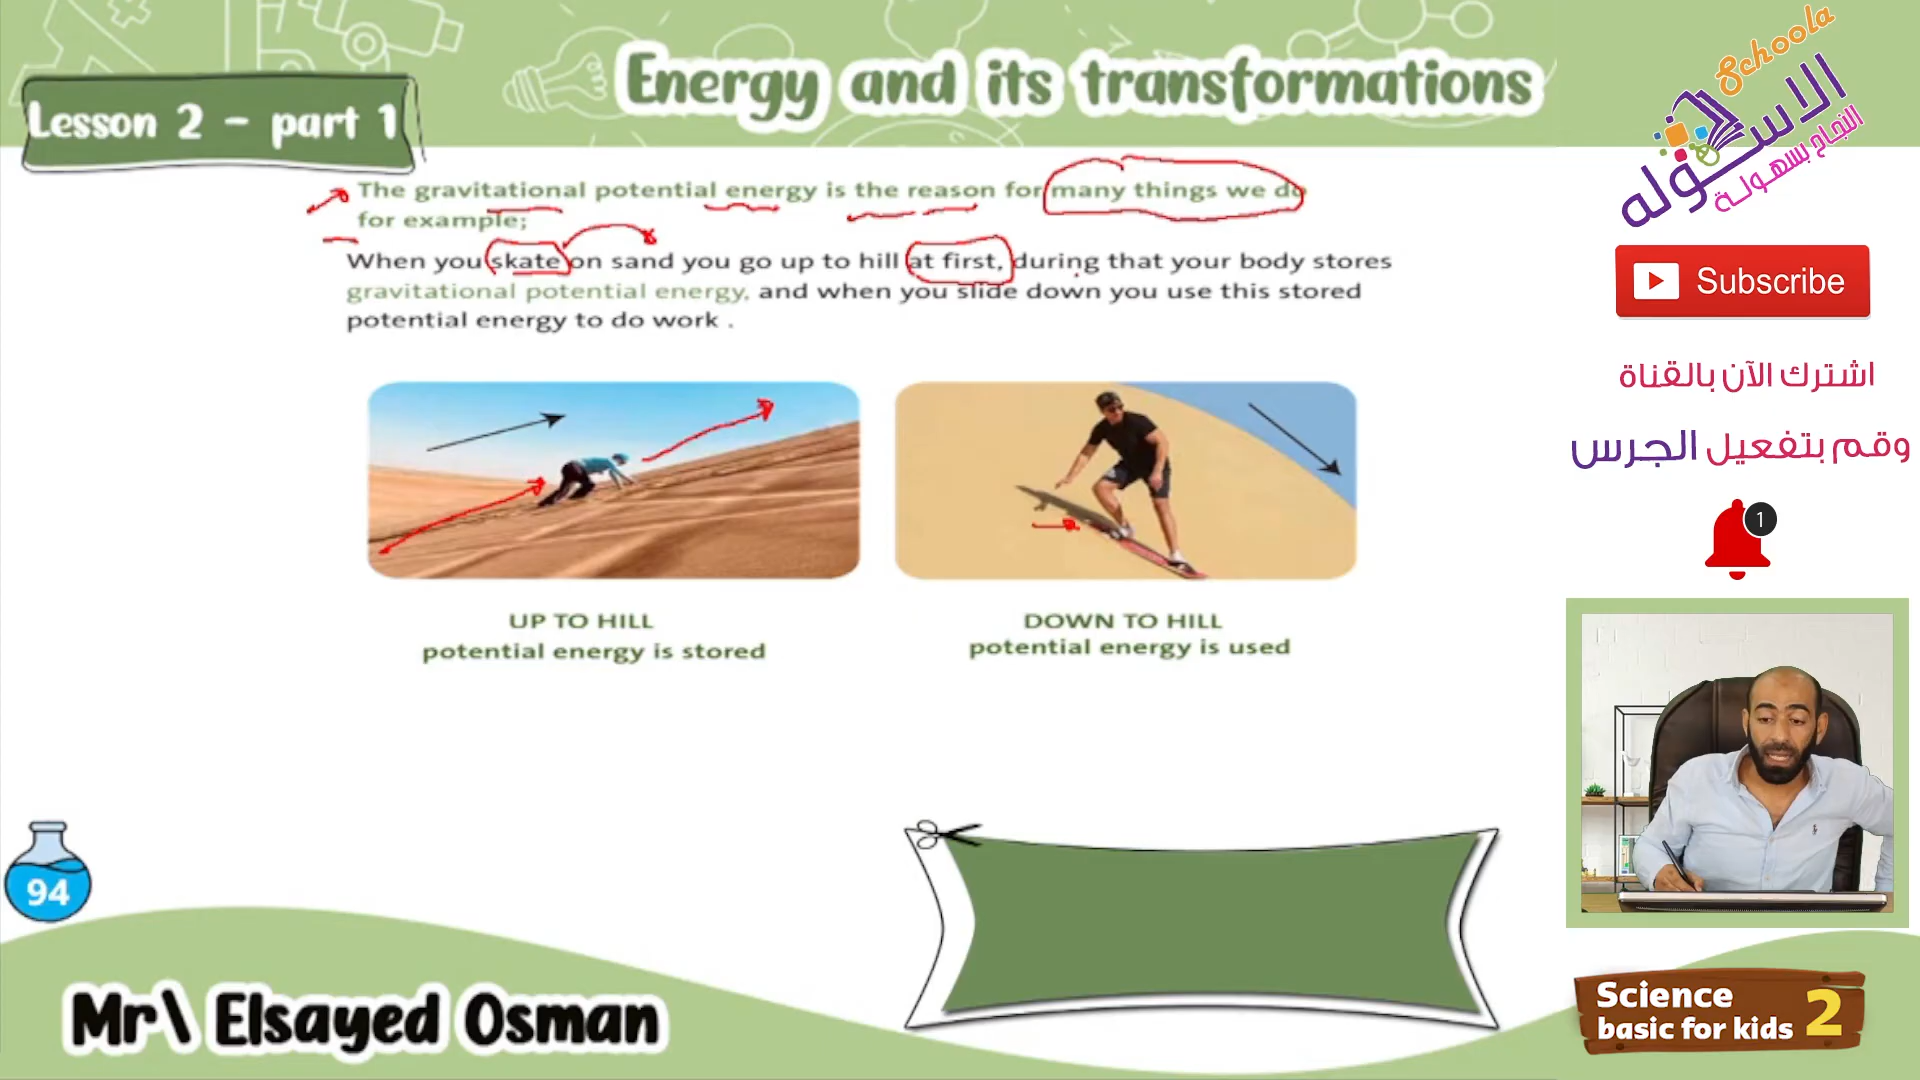 Energy and its transformations
Lesson 2 - part 1
The gravitational potential energy is the reason for many things we do
for example;
When you skate on sand you go up to hill at first, during that your body stores
gravitational potential energy, and when you slide down you use this stored
potential energy to do work .
UP TO HILL
potential energy is stored
DOWN TO HILL
potential energy is used
94
Mr\ Elsayed Osman
Schoola
الاسكوله
النجاح بسهولة
Subscribe
اشترك الآن بالقناة
وقم بتفعيل الجرس
1
Science
basic for kids 2